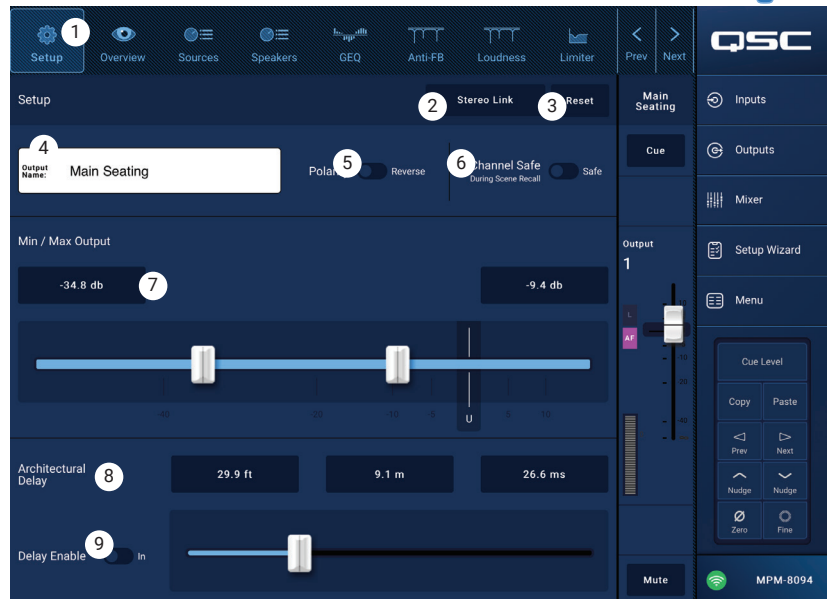 1
Setup
Overview
Sources
Speakers
GEQ
Anti-FB
Loudness
Limiter
Prev
Next
QSC
Setup
2
Stereo Link
3
Reset
Main
Seating
Inputs
4
Output
Name:
Main Seating
5
Reverse
6
Channel Safe
During Scene Recall
Safe
Cue
Outputs
Mixer
Min / Max Output
Output
1
Setup Wizard
-34.8 db
7
-9.4 db
Menu
L
AF
10
-10
-20
-40
Cue Level
Copy
Paste
-40
-20
-10
-5
U
5
10
Prev
Next
Nudge
Nudge
Zero
Fine
Architectural
Delay
8
29.9 ft
9.1 m
26.6 ms
Delay Enable
9
In
Mute
MPM-8094